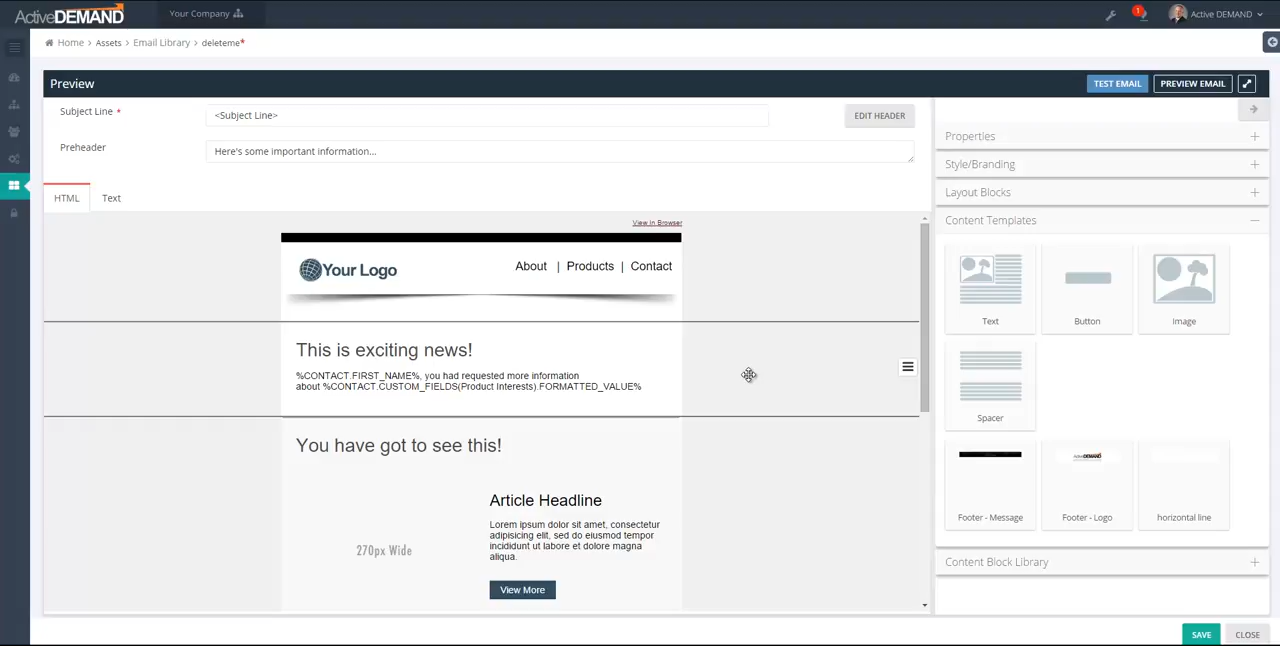 ActiveDEMAND
Your Company
1
Active DEMAND
Home > Assets > Email Library > deleteme*
Preview
TEST EMAIL
PREVIEW EMAIL
Subject Line *
<Subject Line>
EDIT HEADER
Preheader
Here's some important information...
HTML
Text
View In Browser
Your Logo
About | Products | Contact
This is exciting news!
%CONTACT.FIRST_NAME%, you had requested more information
about %CONTACT.CUSTOM_FIELDS(Product Interests).FORMATTED_VALUE%
You have got to see this!
Article Headline
Lorem ipsum dolor sit amet, consectetur
adipisicing elit, sed do eiusmod tempor
incididunt ut labore et dolore magna
aliqua.
270px Wide
View More
Properties
Style/Branding
Layout Blocks
Content Templates
Text
Button
Image
Spacer
ActiveDEMAND
Footer - Message
Footer - Logo
horizontal line
Content Block Library
SAVE
CLOSE